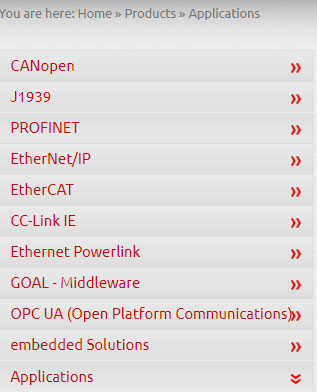 You are here: Home » Products » Applications
CANopen
J1939
PROFINET
EtherNet/IP
EtherCAT
CC-Link IE
Ethernet Powerlink
GOAL - Middleware
OPC UA (Open Platform Communications)
embedded Solutions
Applications